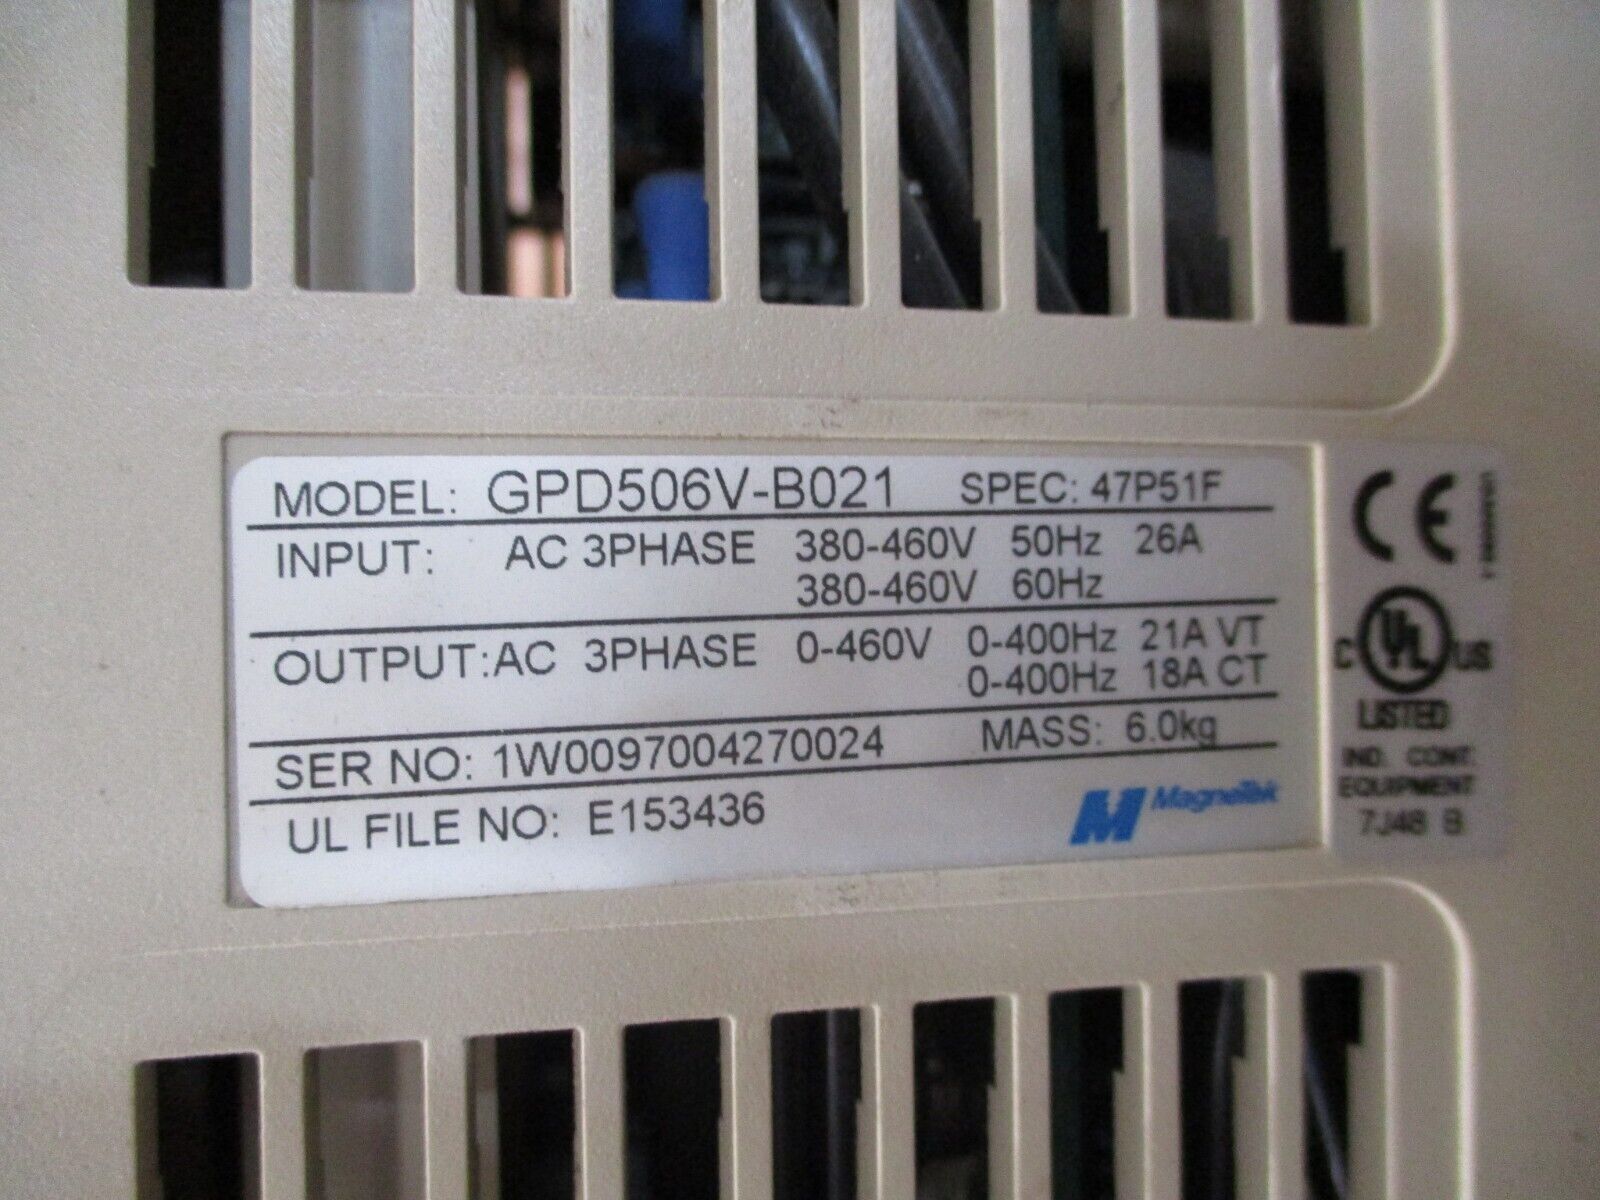 MODEL: GPD506V-B021 SPEC: 47P51F
INPUT: AC 3PHASE 380-460V 50Hz 26A
380-460V 60Hz
OUTPUT: AC 3PHASE 0-460V 0-400Hz 21A VT
0-400Hz 18A CT
SER NO: 1W0097004270024 MASS: 6.0kg
UL FILE NO: E153436
MagneTek
CE
C UL US
LISTED
IND. CONT.
EQUIPMENT
7J48 B